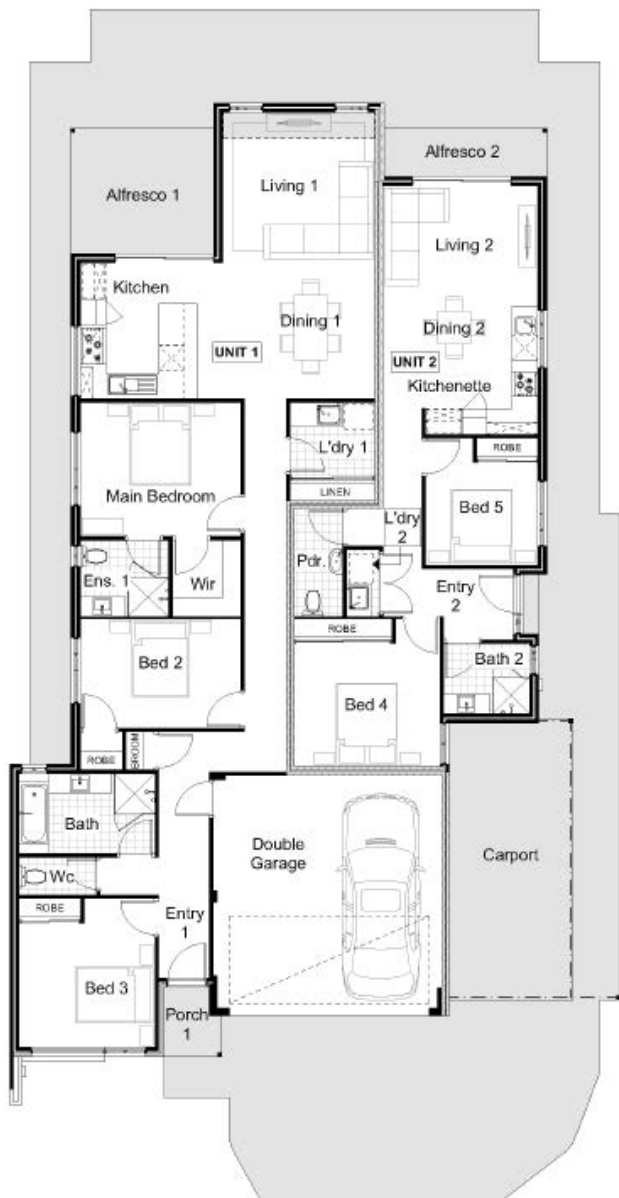 Alfresco 2
Alfresco 1
Living 1
Living 2
Kitchen
Dining 1
Dining 2
UNIT 1
UNIT 2
Kitchenette
L'dry 1
ROBE
Main Bedroom
LINEN
Bed 5
L'dry
2
Pdr.
Ens. 1
Wir
Entry
2
ROBE
Bed 2
Bath 2
Bed 4
ROBE
BROOM
Bath
Double
Garage
Carport
Wc
ROBE
Entry
1
Bed 3
Porch
1